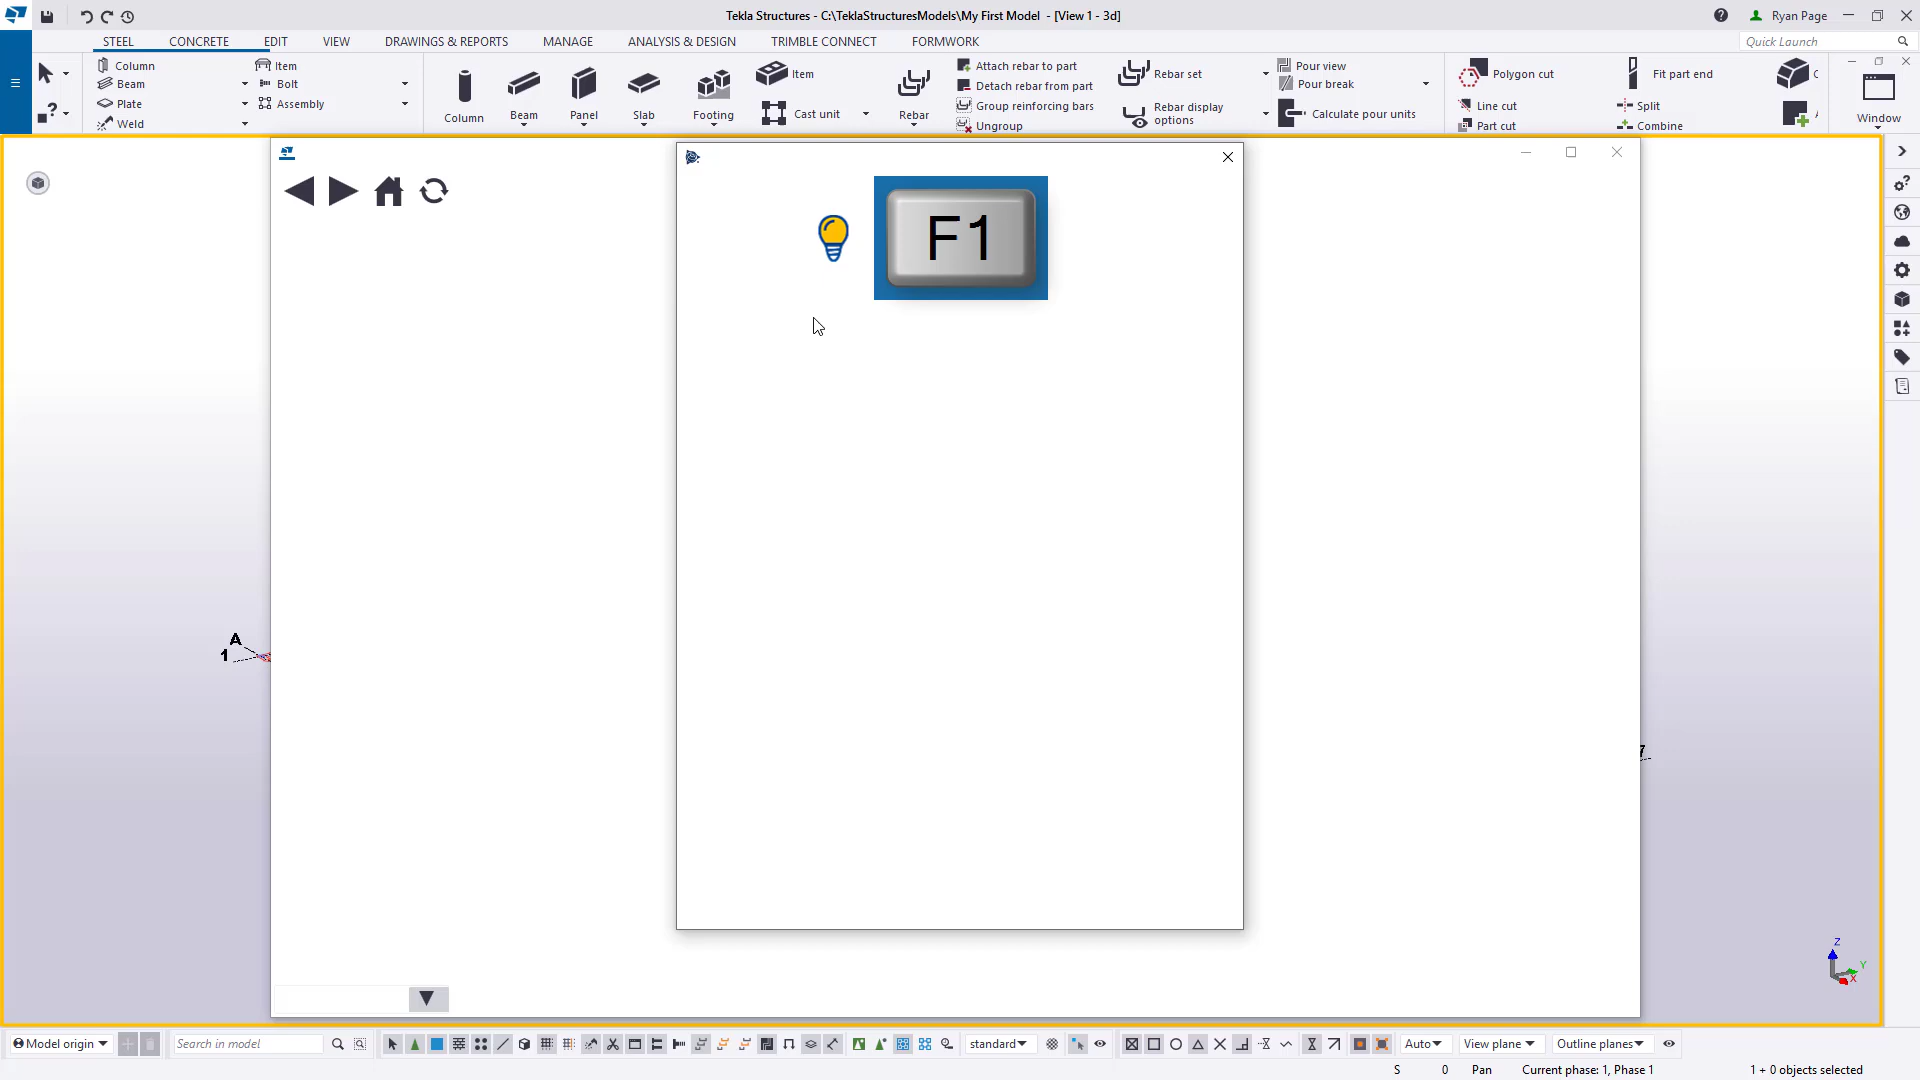 Tekla Structures - C:\TeklaStructuresModels\My First Model - [View 1 - 3d]
Ryan Page
STEEL CONCRETE EDIT VIEW DRAWINGS & REPORTS MANAGE ANALYSIS & DESIGN TRIMBLE CONNECT FORMWORK
Quick Launch
Column
Beam
Plate
Weld
Item
Bolt
Assembly
Column
Beam
Panel
Slab
Footing
Item
Cast unit
Rebar
Attach rebar to part
Detach rebar from part
Group reinforcing bars
Ungroup
Rebar set
Rebar display
options
Pour view
Pour break
Calculate pour units
Polygon cut
Line cut
Part cut
Fit part end
Split
Combine
Window
F1
A
1
7
Z
Y
X
Model origin
Search in model
standard
Auto
View plane
Outline planes
S 0 Pan Current phase: 1, Phase 1 1 + 0 objects selected